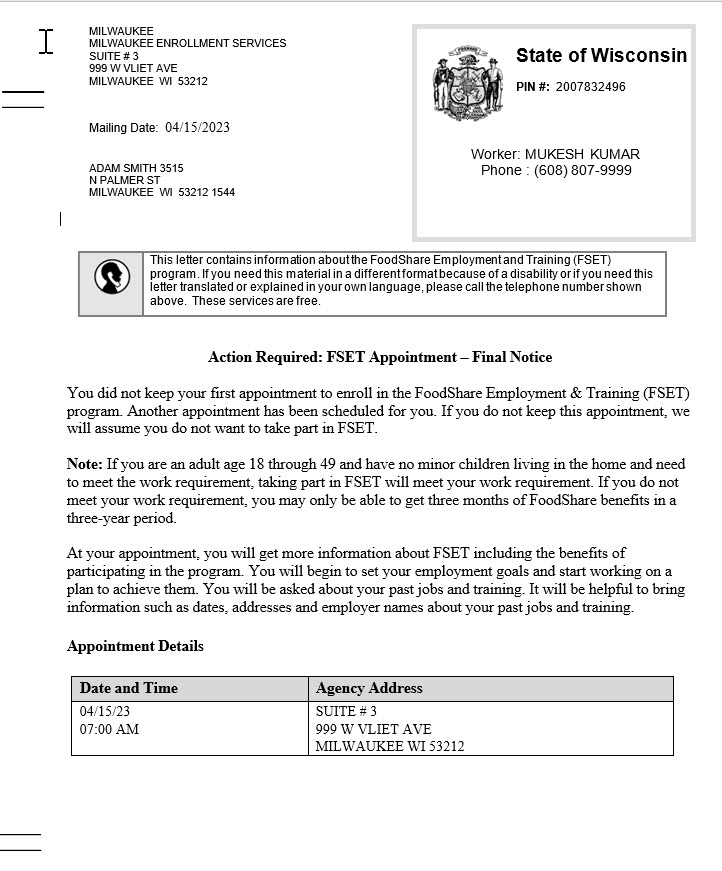 MILWAUKEE
MILWAUKEE ENROLLMENT SERVICES
SUITE # 3
999 W VLIET AVE
MILWAUKEE WI 53212
State of Wisconsin
PIN #: 2007832496
Mailing Date: 04/15/2023
Worker: MUKESH KUMAR
Phone : (608) 807-9999
ADAM SMITH 3515
N PALMER ST
MILWAUKEE WI 53212 1544
This letter contains information about the FoodShare Employment and Training (FSET)
program. If you need this material in a different format because of a disability or if you need this
letter translated or explained in your own language, please call the telephone number shown
above. These services are free.
Action Required: FSET Appointment – Final Notice
You did not keep your first appointment to enroll in the FoodShare Employment & Training (FSET)
program. Another appointment has been scheduled for you. If you do not keep this appointment, we
will assume you do not want to take part in FSET.
Note: If you are an adult age 18 through 49 and have no minor children living in the home and need
to meet the work requirement, taking part in FSET will meet your work requirement. If you do not
meet your work requirement, you may only be able to get three months of FoodShare benefits in a
three-year period.
At your appointment, you will get more information about FSET including the benefits of
participating in the program. You will begin to set your employment goals and start working on a
plan to achieve them. You will be asked about your past jobs and training. It will be helpful to bring
information such as dates, addresses and employer names about your past jobs and training.
Appointment Details
Date and Time Agency Address
04/15/23 SUITE # 3
07:00 AM 999 W VLIET AVE
MILWAUKEE WI 53212